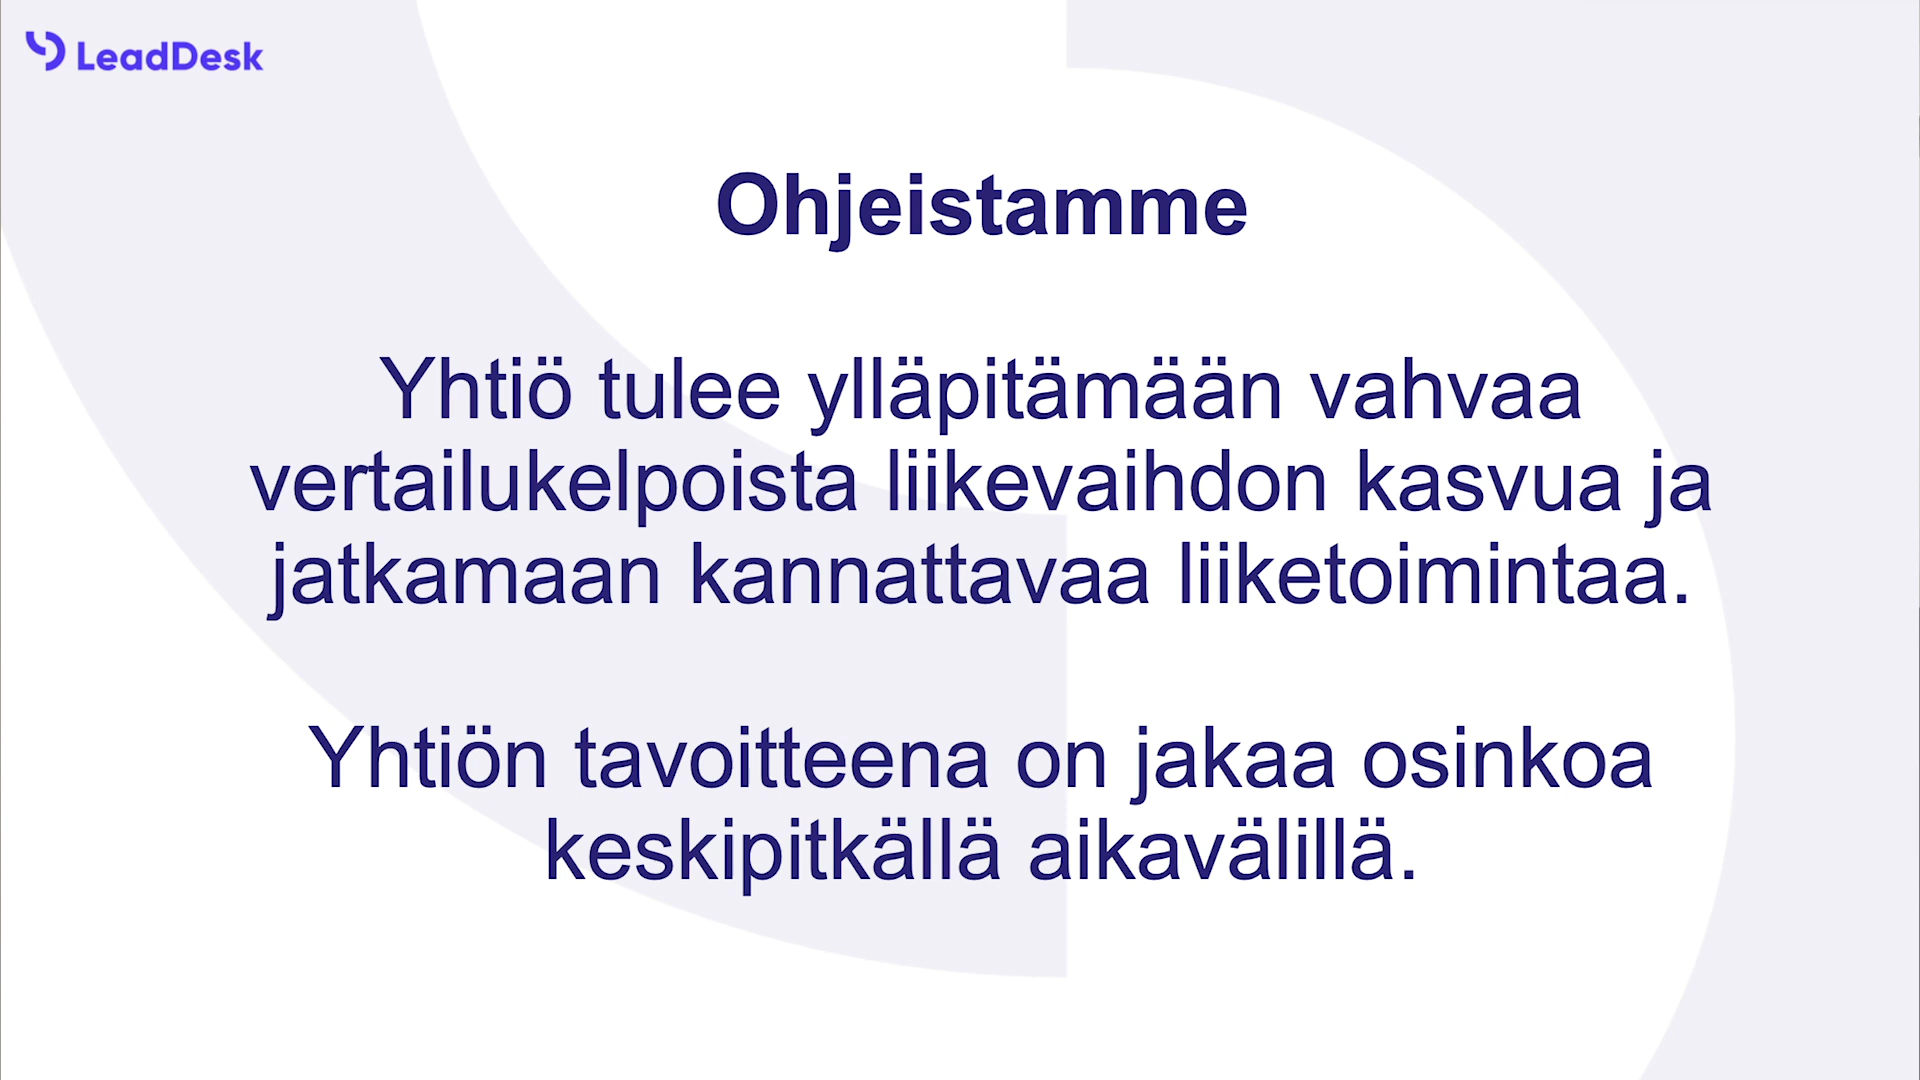 LeadDesk
Ohjeistamme
Yhtiö tulee ylläpitämään vahvaa
vertailukelpoista liikevaihdon kasvua ja
jatkamaan kannattavaa liiketoimintaa.
Yhtiön tavoitteena on jakaa osinkoa
keskipitkällä aikavälillä.